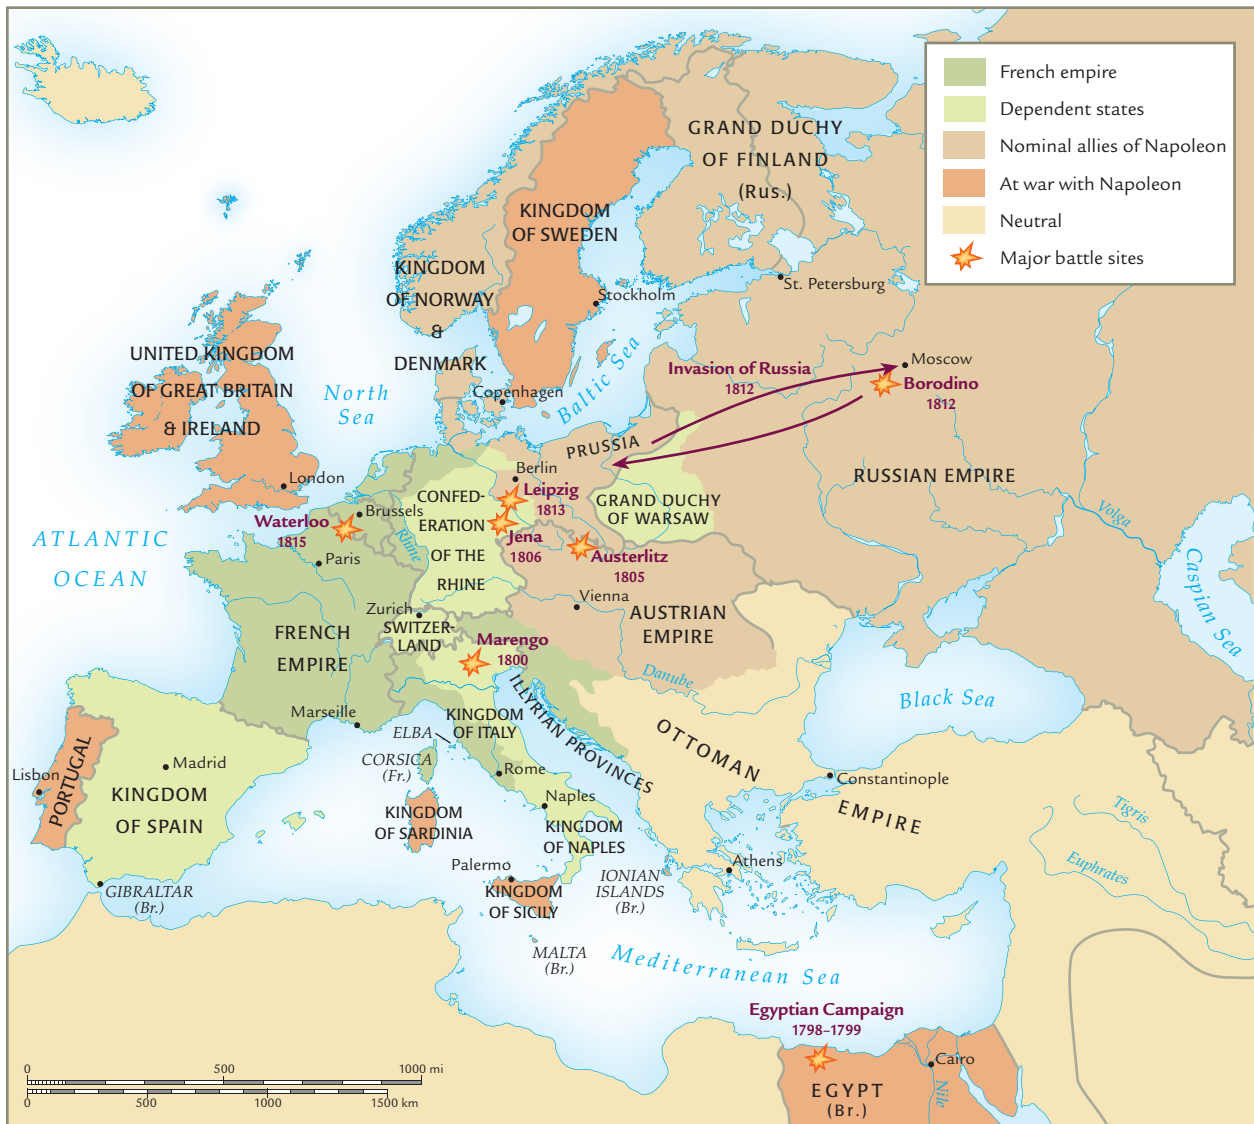 French empire
Dependent states
Nominal allies of Napoleon
At war with Napoleon
Neutral
Major battle sites
GRAND DUCHY
OF FINLAND
(Rus.)
KINGDOM
OF SWEDEN
KINGDOM
OF NORWAY
&
DENMARK
Stockholm
St. Petersburg
UNITED KINGDOM
OF GREAT BRITAIN
& IRELAND
North
Sea
Baltic Sea
Copenhagen
Invasion of Russia
1812
Moscow
Borodino
1812
PRUSSIA
RUSSIAN EMPIRE
London
Berlin
Leipzig
1813
CONFED-
ERATION
OF THE
RHINE
GRAND DUCHY
OF WARSAW
Waterloo
1815
Brussels
Rhine
Jena
1806
Austerlitz
1805
Volga
Caspian Sea
ATLANTIC
OCEAN
Paris
Vienna
Zurich
SWITZER-
LAND
AUSTRIAN
EMPIRE
FRENCH
EMPIRE
Marengo
1800
Danube
Black Sea
ILLYRIAN PROVINCES
Marseille
ELBA
KINGDOM
OF ITALY
CORSICA
(Fr.)
OTTOMAN
EMPIRE
Constantinople
PORTUGAL
Lisbon
Madrid
KINGDOM
OF SPAIN
Rome
Naples
KINGDOM
OF SARDINIA
KINGDOM
OF NAPLES
Tigris
Euphrates
Palermo
KINGDOM
OF SICILY
IONIAN
ISLANDS
(Br.)
Athens
GIBRALTAR
(Br.)
MALTA
(Br.)
Mediterranean Sea
Egyptian Campaign
1798–1799
Cairo
EGYPT
(Br.)
Nile
0 500 1000 mi
0 500 1000 1500 km